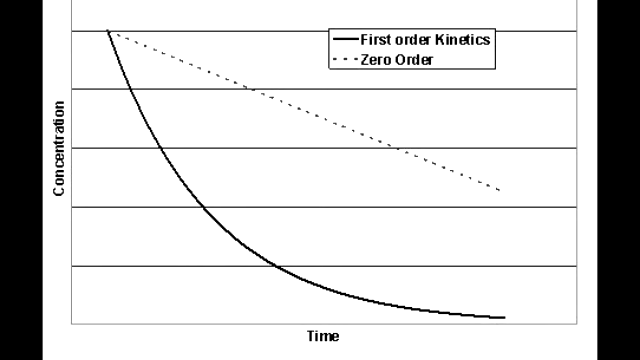 First order Kinetics
Zero Order
Concentration
Time